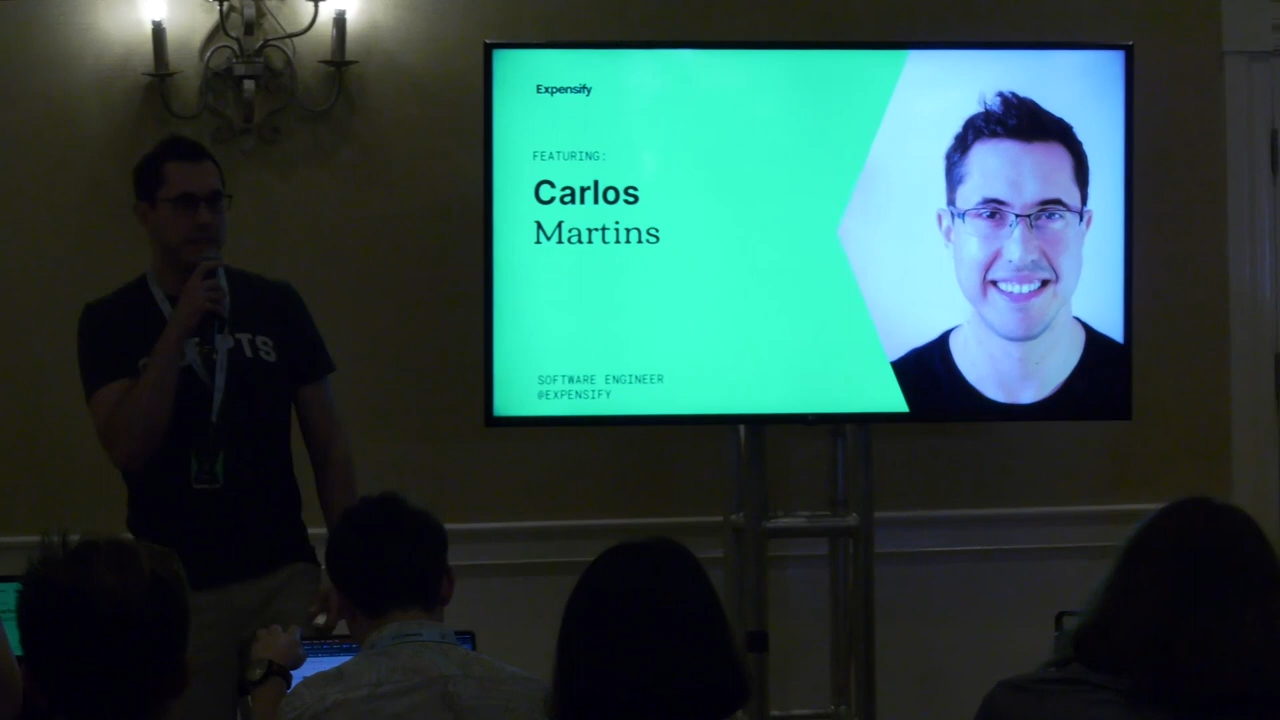 Expensify
FEATURING:
Carlos
Martins
SOFTWARE ENGINEER
@EXPENSIFY